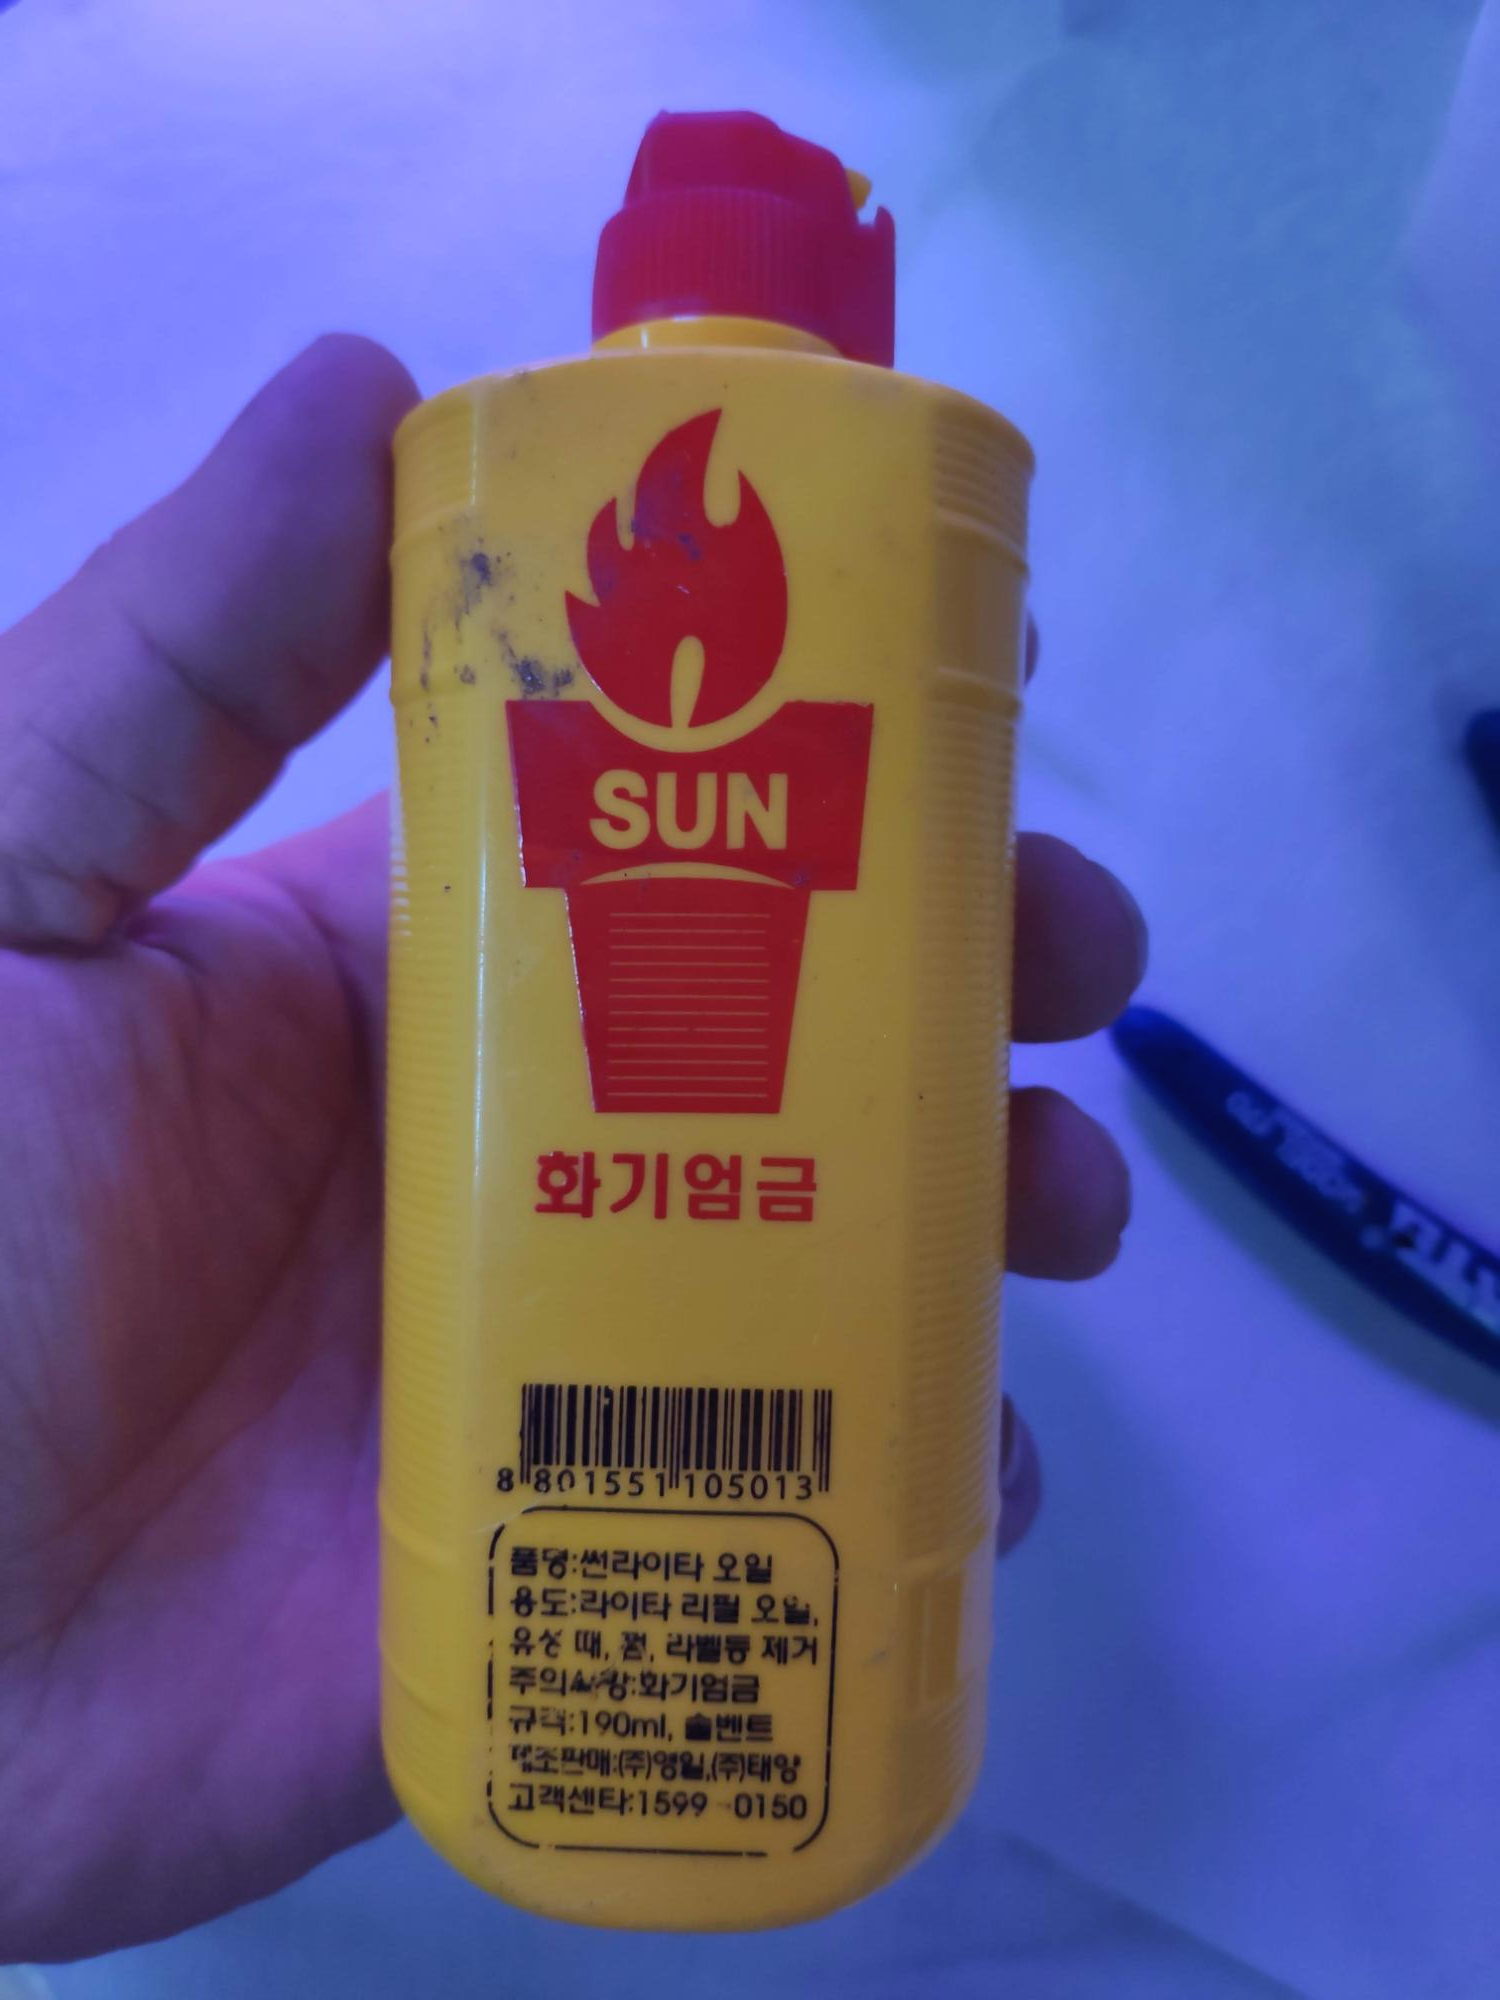 SUN
화기엄금
8 801551 105013
품명:썬라이타 오일
용도:라이타 리필 오일,
유성 때, 껌, 라벨등 제거
주의사항:화기엄금
규격:190ml, 솔벤트
제조판매:(주)영일,(주)태양
고객센타:1599-0150